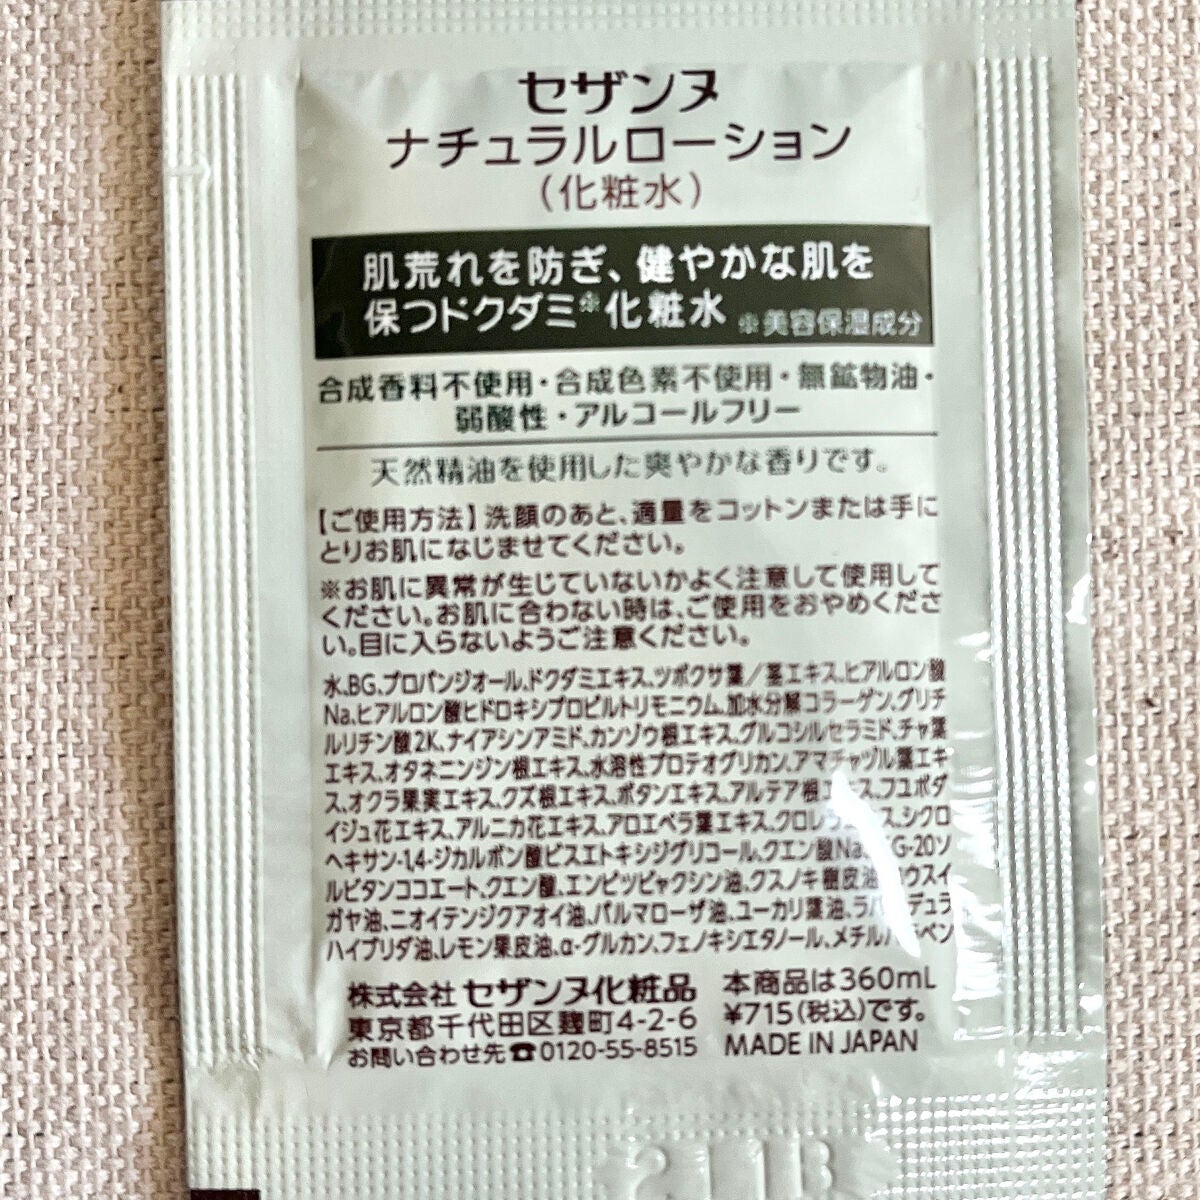 セザンヌ
ナチュラルローション
(化粧水)
肌荒れを防ぎ、健やかな肌を
保つドクダミ※化粧水 ※美容保湿成分
合成香料不使用・合成色素不使用・無鉱物油・
弱酸性・アルコールフリー
天然精油を使用した爽やかな香りです。
【ご使用方法】洗顔のあと、適量をコットンまたは手に
とりお肌になじませてください。
※お肌に異常が生じていないかよく注意して使用して
ください。お肌に合わない時は、ご使用をおやめくださ
い。目に入らないようご注意ください。
水、BG、プロパンジオール、ドクダミエキス、ツボクサ葉/茎エキス、ヒアルロン酸
Na、ヒアルロン酸ヒドロキシプロピルトリモニウム、加水分解コラーゲン、グリチ
ルリチン酸2K、ナイアシンアミド、カンゾウ根エキス、グルコシルセラミド、チャ葉
エキス、オタネニンジン根エキス、水溶性プロテオグリカン、アマチャヅル葉エキ
ス、オクラ果実エキス、クズ根エキス、ボタンエキス、アルテア根エキス、フユボダ
イジュ花エキス、アルニカ花エキス、アロエベラ葉エキス、クロレラエキス、シクロ
ヘキサン-1,4-ジカルボン酸ビスエトキシジグリコール、クエン酸Na、 G-20ソ
ルビタンココエート、クエン酸、エンピツビャクシン油、クスノキ樹皮油、 ウスイ
ガヤ油、ニオイテンジクアオイ油、パルマローザ油、ユーカリ葉油、ラバンデュラ
ハイブリダ油、レモン果皮油、α-グルカン、フェノキシエタノール、メチルパラベン
株式会社 セザンヌ化粧品
東京都千代田区麹町4-2-6
お問い合わせ先 ☎0120-55-8515
本商品は360mL
¥715(税込)です。
MADE IN JAPAN